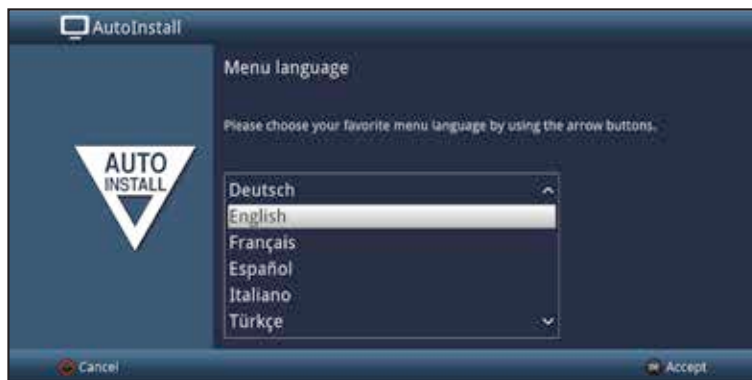 AutoInstall
Menu language
Please choose your favorite menu language by using the arrow buttons.
AUTO
INSTALL
Deutsch
English
Français
Español
Italiano
Türkçe
Cancel
OK Accept